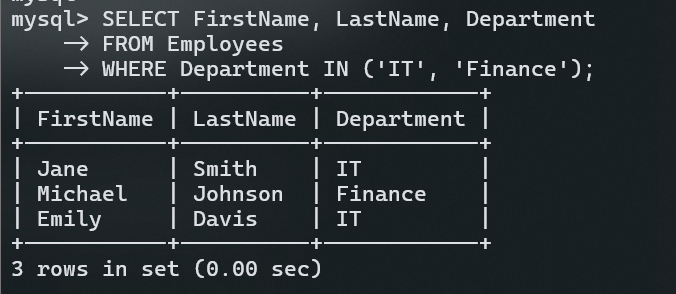 mysql> SELECT FirstName, LastName, Department
    -> FROM Employees
    -> WHERE Department IN ('IT', 'Finance');
+-----------+----------+------------+
| FirstName | LastName | Department |
+-----------+----------+------------+
| Jane      | Smith    | IT         |
| Michael   | Johnson  | Finance    |
| Emily     | Davis    | IT         |
+-----------+----------+------------+
3 rows in set (0.00 sec)